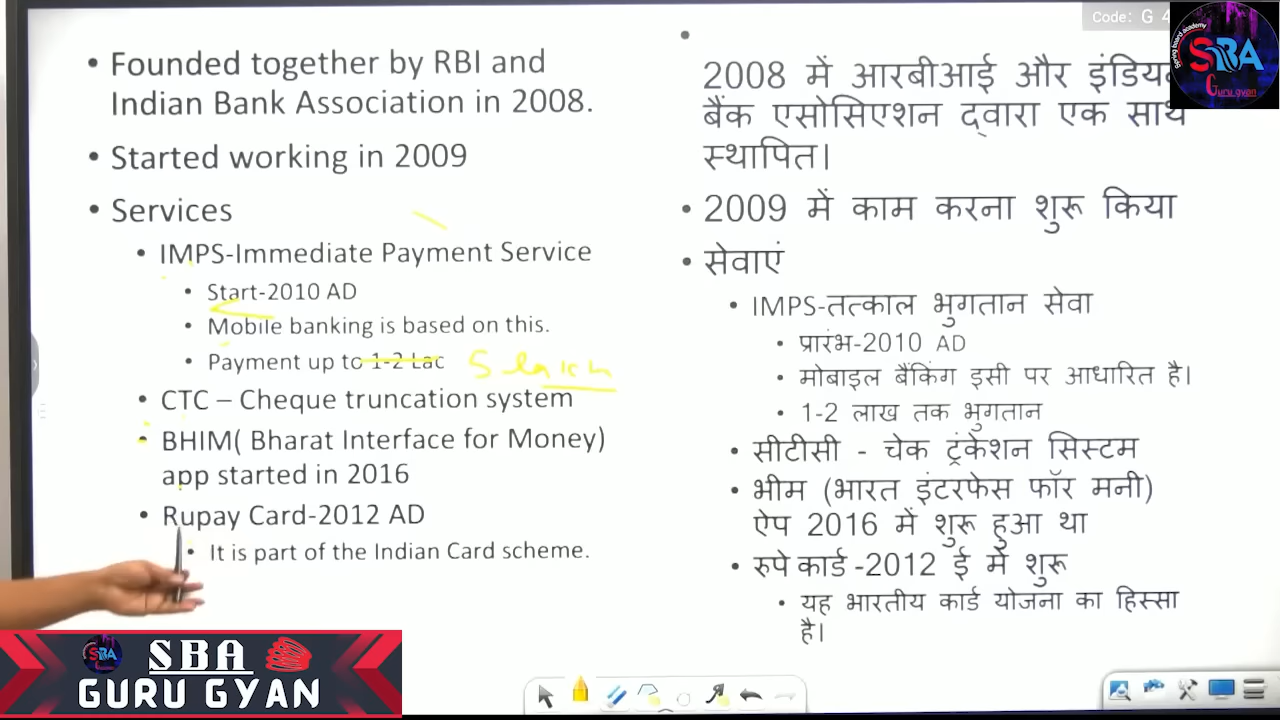 Code: G 4
SBA
Guru gyan
• Founded together by RBI and
Indian Bank Association in 2008.
• Started working in 2009
• Services
• IMPS-Immediate Payment Service
• Start-2010 AD
• Mobile banking is based on this.
• Payment up to 1-2 Lac 5 lakh
• CTC – Cheque truncation system
• BHIM( Bharat Interface for Money)
app started in 2016
• Rupay Card-2012 AD
• It is part of the Indian Card scheme.
2008 में आरबीआई और इंडियन
बैंक एसोसिएशन द्वारा एक साथ
स्थापित।
• 2009 में काम करना शुरू किया
• सेवाएं
• IMPS-तत्काल भुगतान सेवा
• प्रारंभ-2010 AD
• मोबाइल बैंकिंग इसी पर आधारित है।
• 1-2 लाख तक भुगतान
• सीटीसी - चेक ट्रंकेशन सिस्टम
• भीम (भारत इंटरफेस फॉर मनी)
ऐप 2016 में शुरू हुआ था
• रुपे कार्ड -2012 ई में शुरू
• यह भारतीय कार्ड योजना का हिस्सा
है।
SBA
GURU GYAN